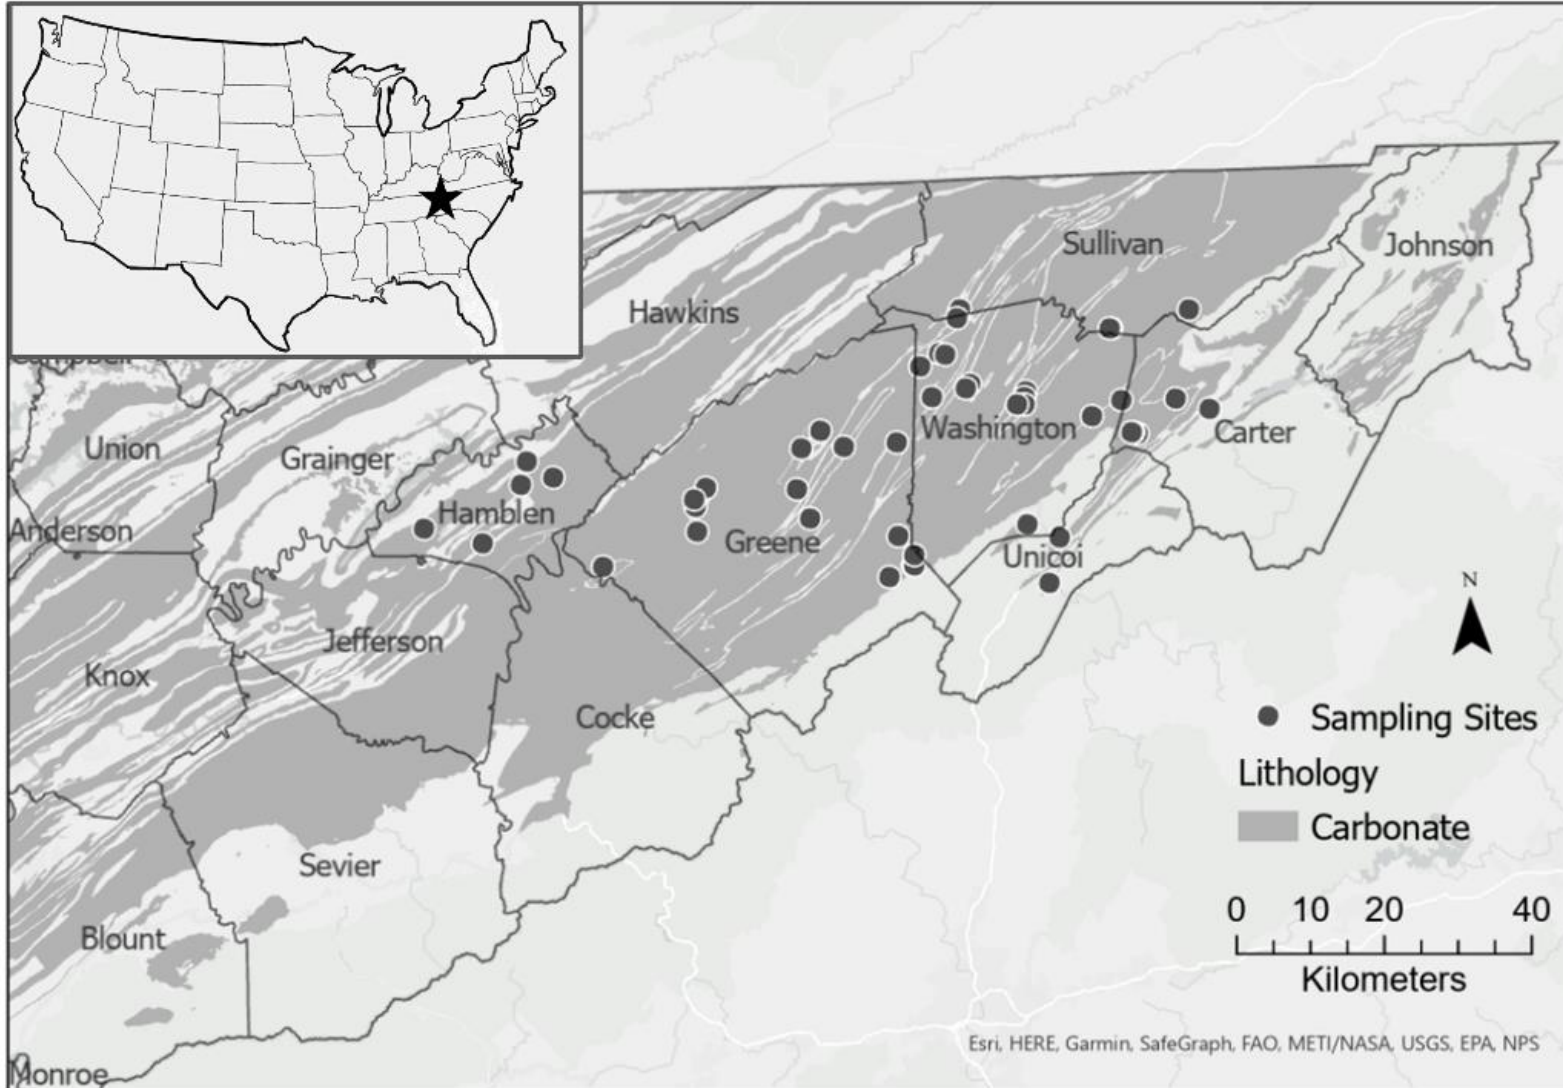 Sullivan
Johnson
Hawkins
Campbell
Union
Grainger
Washington
Carter
Anderson
Hamblen
Greene
Unicoi
N
Jefferson
Knox
Cocke
Sampling Sites
Lithology
Carbonate
Sevier
Blount
0 10 20 40
Kilometers
Esri, HERE, Garmin, SafeGraph, FAO, METI/NASA, USGS, EPA, NPS
Monroe